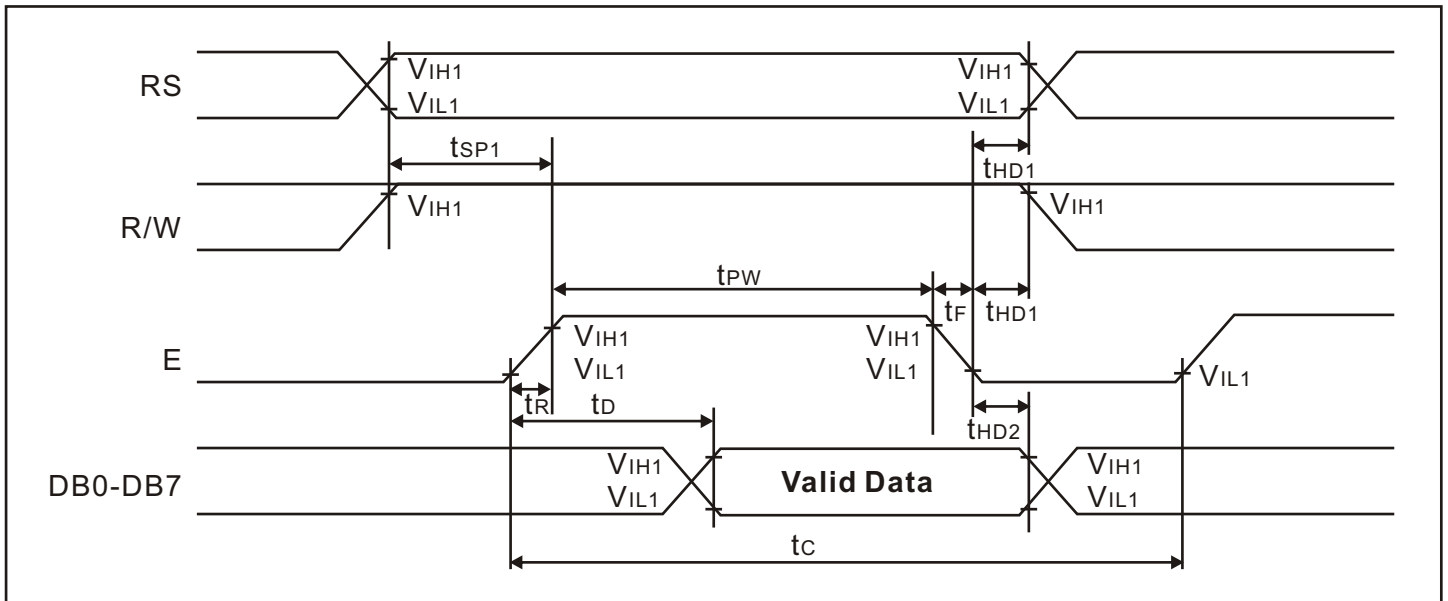 RS
VIH1
VIL1
VIH1
VIL1
tSP1
tHD1
R/W
VIH1
VIH1
tPW
tF
tHD1
E
VIH1
VIL1
VIH1
VIL1
VIL1
tR
tD
tHD2
DB0-DB7
VIH1
VIL1
Valid Data
VIH1
VIL1
tC